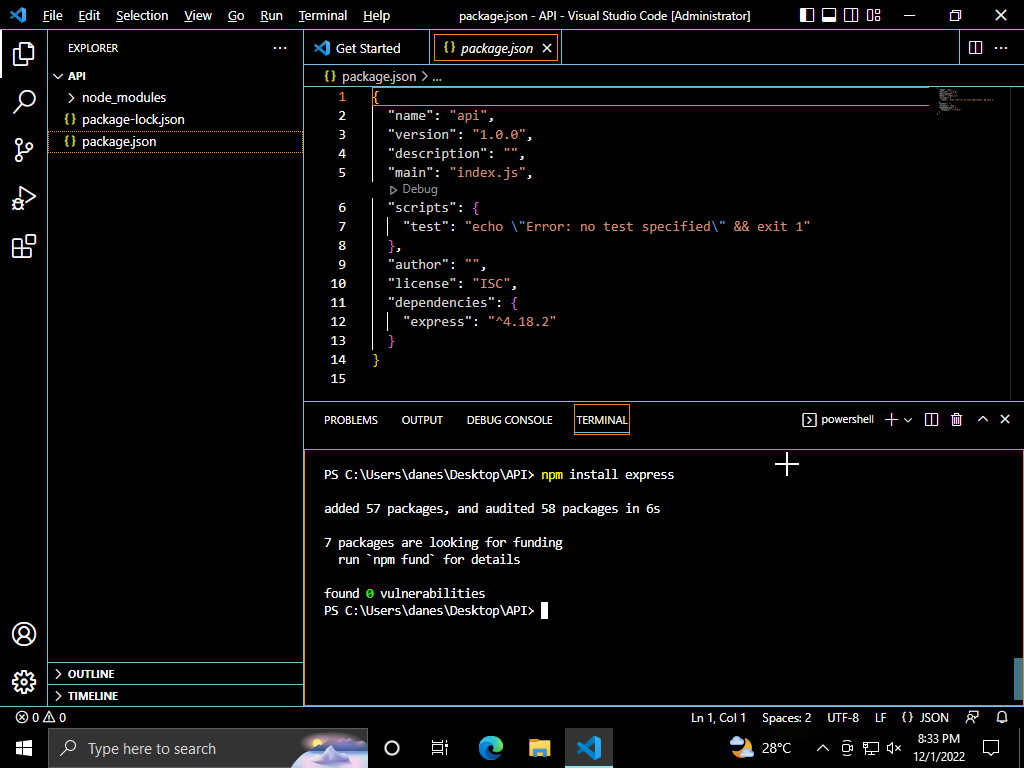 File Edit Selection View Go Run Terminal Help package.json - API - Visual Studio Code [Administrator]
EXPLORER
API
node_modules
{} package-lock.json
{} package.json
OUTLINE
TIMELINE
Get Started {} package.json
{} package.json > ...
1 {
2 "name": "api",
3 "version": "1.0.0",
4 "description": "",
5 "main": "index.js",
Debug
6 "scripts": {
7 "test": "echo \"Error: no test specified\" && exit 1"
8 },
9 "author": "",
10 "license": "ISC",
11 "dependencies": {
12 "express": "^4.18.2"
13 }
14 }
15
PROBLEMS OUTPUT DEBUG CONSOLE TERMINAL powershell
PS C:\Users\danes\Desktop\API> npm install express
added 57 packages, and audited 58 packages in 6s
7 packages are looking for funding
run `npm fund` for details
found 0 vulnerabilities
PS C:\Users\danes\Desktop\API>
0 0 Ln 1, Col 1 Spaces: 2 UTF-8 LF {} JSON
Type here to search 28°C 8:33 PM
12/1/2022